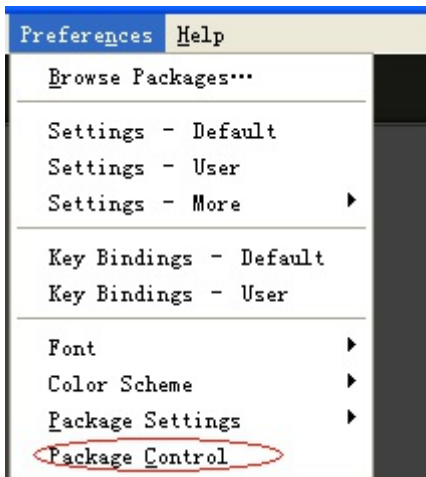 Preferences Help
Browse Packages…
Settings - Default
Settings - User
Settings - More
Key Bindings - Default
Key Bindings - User
Font
Color Scheme
Package Settings
Package Control